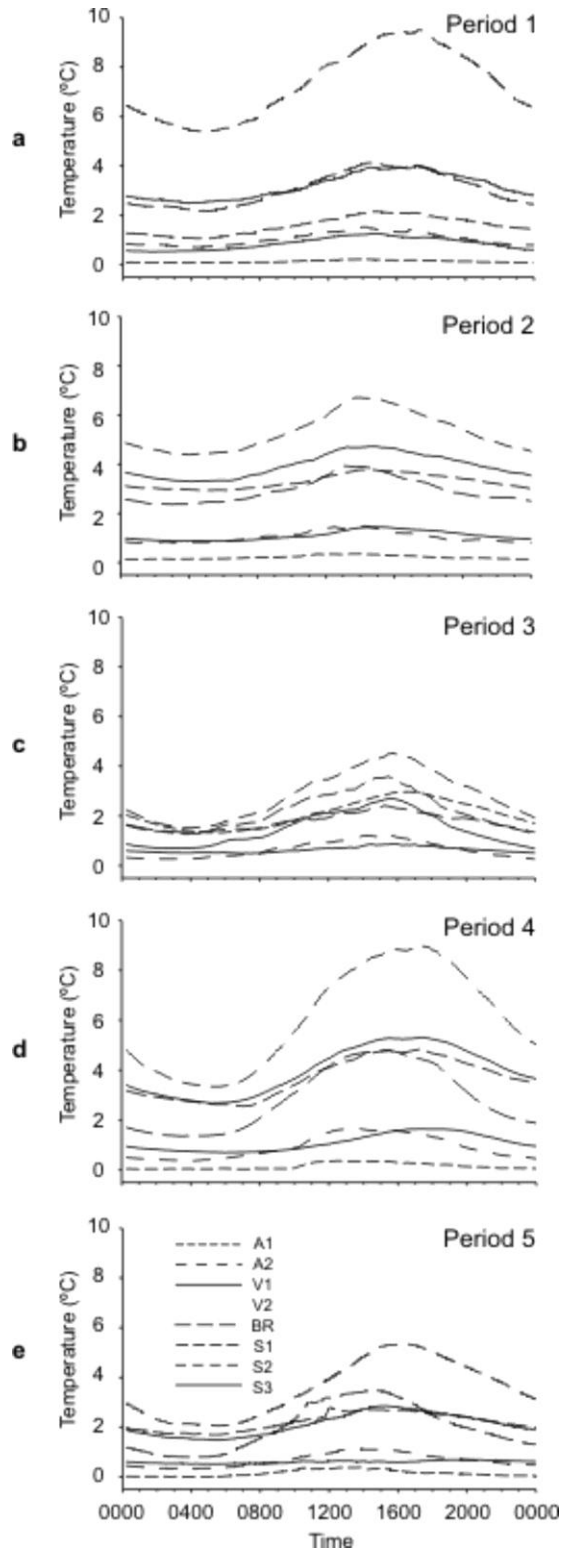 Period 1
10
8
6
4
2
0
Temperature (ºC)
a
Period 2
10
8
6
4
2
0
Temperature (ºC)
b
Period 3
10
8
6
4
2
0
Temperature (ºC)
c
Period 4
10
8
6
4
2
0
Temperature (ºC)
d
Period 5
10
8
6
4
2
0
Temperature (ºC)
e
A1
A2
V1
V2
BR
S1
S2
S3
0000 0400 0800 1200 1600 2000 0000
Time